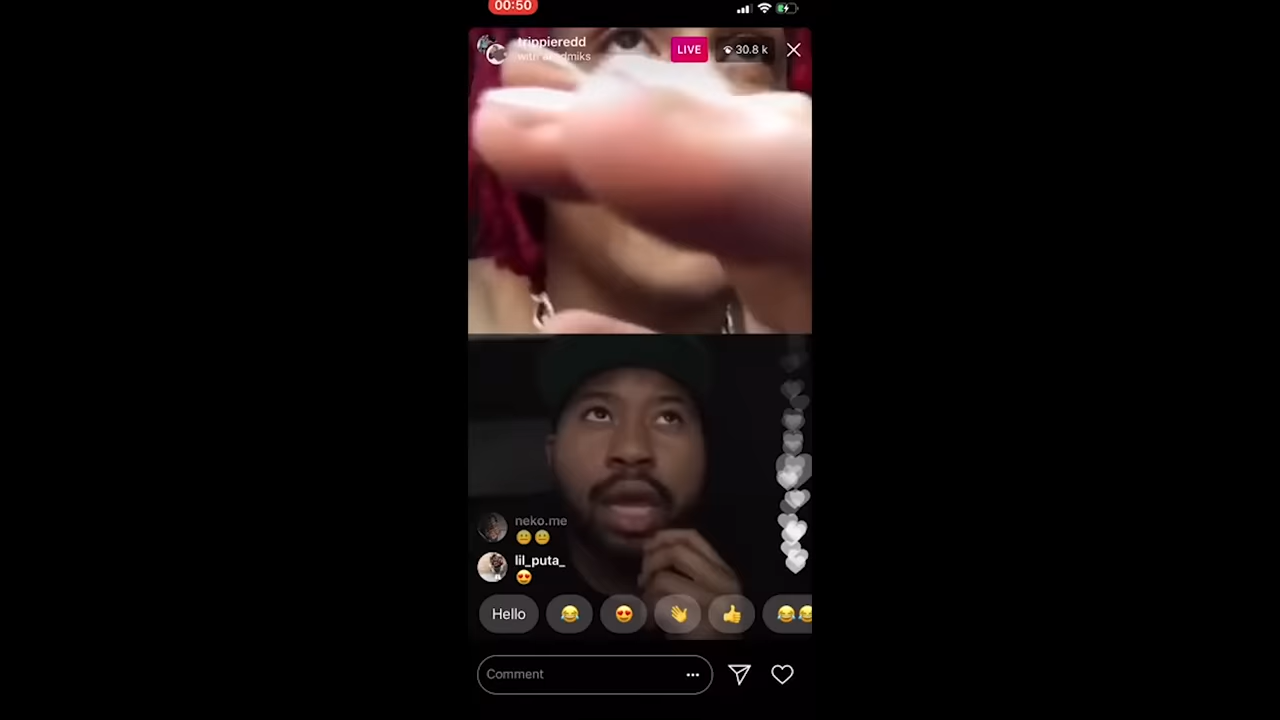 00:50
trippieredd
LIVE
30.8 k
neko.me
lil_puta_
Hello
Comment